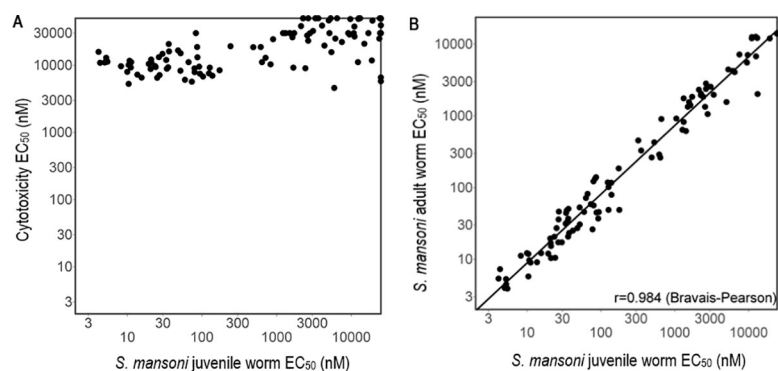 A
Cytotoxicity EC50 (nM)
30000
10000
3000
1000
300
100
30
10
3
3 30 300 3000
10 100 1000 10000
S. mansoni juvenile worm EC50 (nM)
B
S. mansoni adult worm EC50 (nM)
10000
3000
1000
300
100
30
10
3
r=0.984 (Bravais-Pearson)
3 30 300 3000
10 100 1000 10000
S. mansoni juvenile worm EC50 (nM)